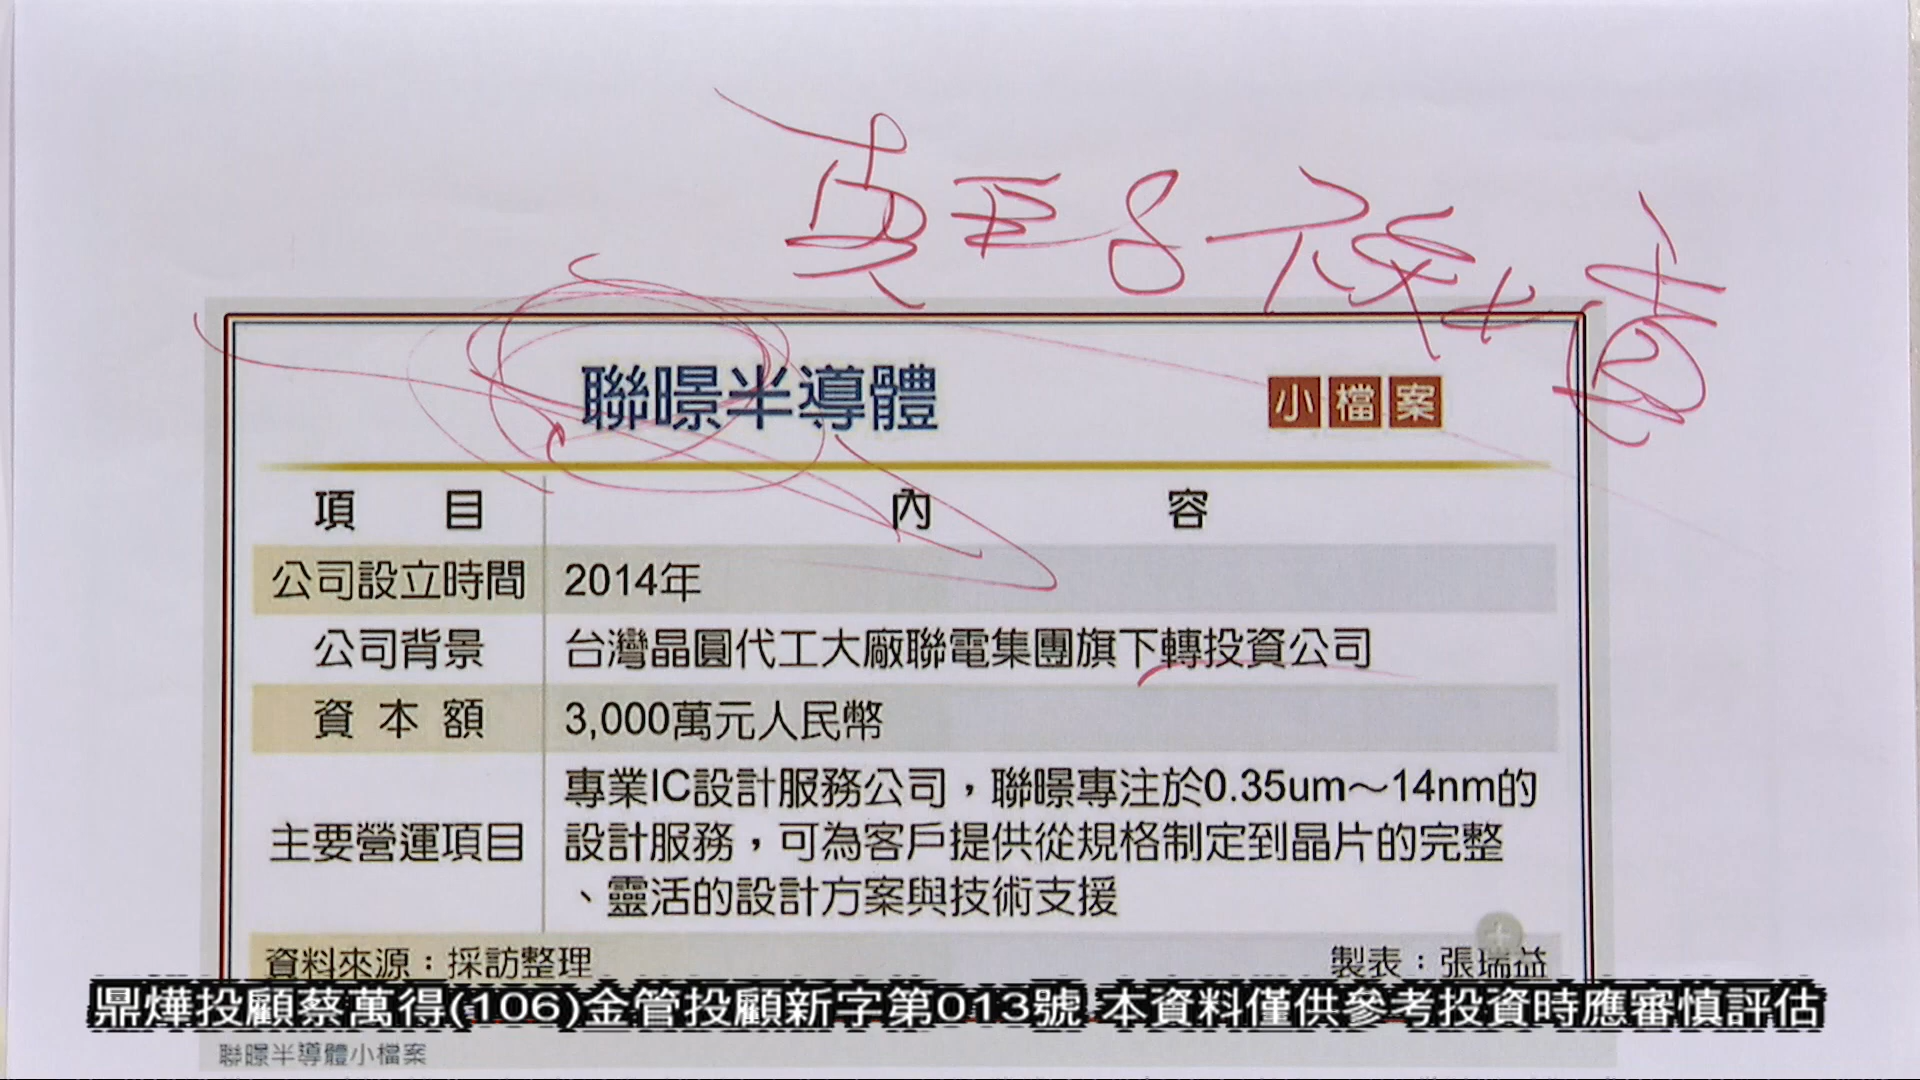 聯暻半導體 小檔案
項目 內容
公司設立時間 2014年
公司背景 台灣晶圓代工大廠聯電集團旗下轉投資公司
資本額 3,000萬元人民幣
主要營運項目 專業IC設計服務公司，聯暻專注於0.35um～14nm的
設計服務，可為客戶提供從規格制定到晶片的完整
、靈活的設計方案與技術支援
資料來源：採訪整理 製表：張瑞益
鼎燁投顧蔡萬得(106)金管投顧新字第013號 本資料僅供參考投資時應審慎評估
聯暻半導體小檔案